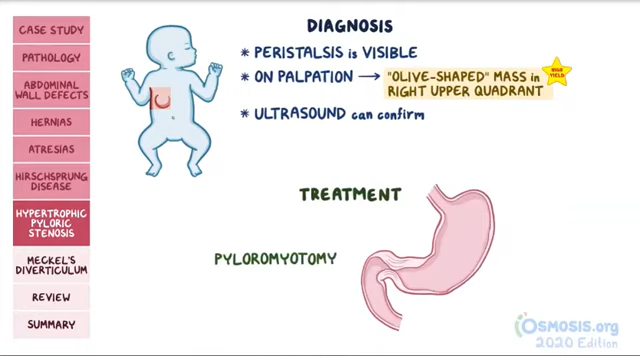 CASE STUDY
PATHOLOGY
ABDOMINAL
WALL DEFECTS
HERNIAS
ATRESIAS
HIRSCHSPRUNG
DISEASE
HYPERTROPHIC
PYLORIC
STENOSIS
MECKEL'S
DIVERTICULUM
REVIEW
SUMMARY
DIAGNOSIS
* PERISTALSIS is VISIBLE
* ON PALPATION → "OLIVE-SHAPED" MASS in
RIGHT UPPER QUADRANT
HIGH
YIELD
* ULTRASOUND can confirm
TREATMENT
PYLOROMYOTOMY
OSMOSIS.org
2020 Edition